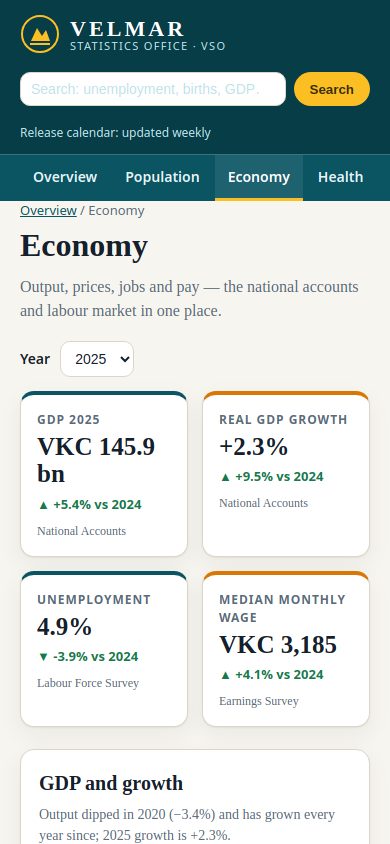 VELMAR
STATISTICS OFFICE · VSO
Search: unemployment, births, GDP.
Search
Release calendar: updated weekly
Overview
Population
Economy
Health
Overview / Economy
Economy
Output, prices, jobs and pay — the national accounts
and labour market in one place.
Year
2025
GDP 2025
VKC 145.9
bn
▲ +5.4% vs 2024
National Accounts
REAL GDP GROWTH
+2.3%
▲ +9.5% vs 2024
National Accounts
UNEMPLOYMENT
4.9%
▼ -3.9% vs 2024
Labour Force Survey
MEDIAN MONTHLY
WAGE
VKC 3,185
▲ +4.1% vs 2024
Earnings Survey
GDP and growth
Output dipped in 2020 (−3.4%) and has grown every
year since; 2025 growth is +2.3%.